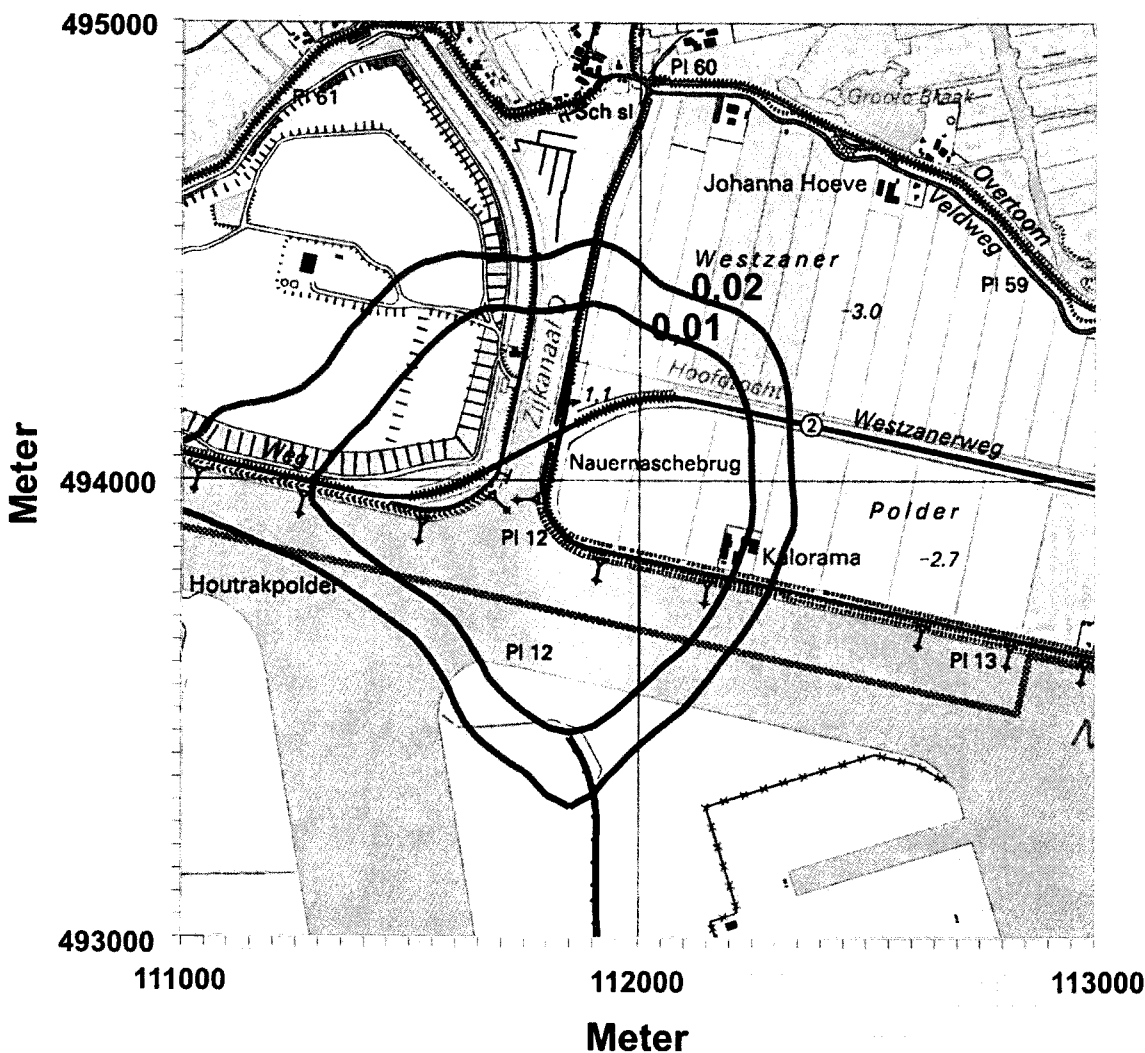 495000
Pl 60
Pl 61
Groote Braak
Sch sl
Johanna Hoeve
Overtoom
Veldweg
Westzaner
0,02
Pl 59
-3.0
0,01
Zijkanaal D
Hoofdtocht
1.1
2
Westzanerweg
Weg
Nauernaschebrug
494000
Meter
Polder
Pl 12
Kalorama
-2.7
Houtrakpolder
Pl 12
Pl 13
N
493000
111000
112000
113000
Meter